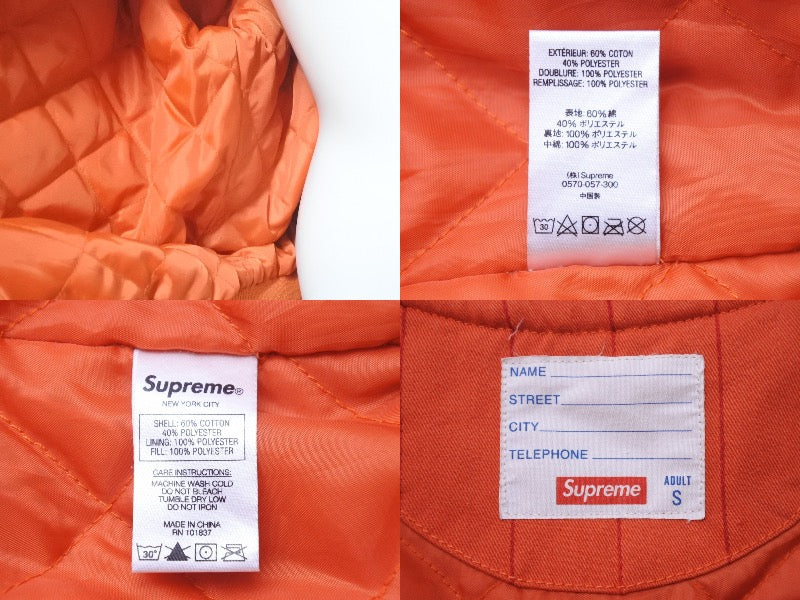 EXTÉRIEUR: 60% COTON
40% POLYESTER
DOUBLURE: 100% POLYESTER
REMPLISSAGE: 100% POLYESTER
表地: 60% 綿
40% ポリエステル
裏地: 100% ポリエステル
中綿: 100% ポリエステル
(株) Supreme
0570-057-300
中国製
30
Supreme®
NEW YORK CITY
SHELL: 60% COTTON
40% POLYESTER
LINING: 100% POLYESTER
FILL: 100% POLYESTER
CARE INSTRUCTIONS:
MACHINE WASH COLD
DO NOT BLEACH
TUMBLE DRY LOW
DO NOT IRON
MADE IN CHINA
RN 101837
30°
NAME
STREET
CITY
TELEPHONE
Supreme
ADULT
S